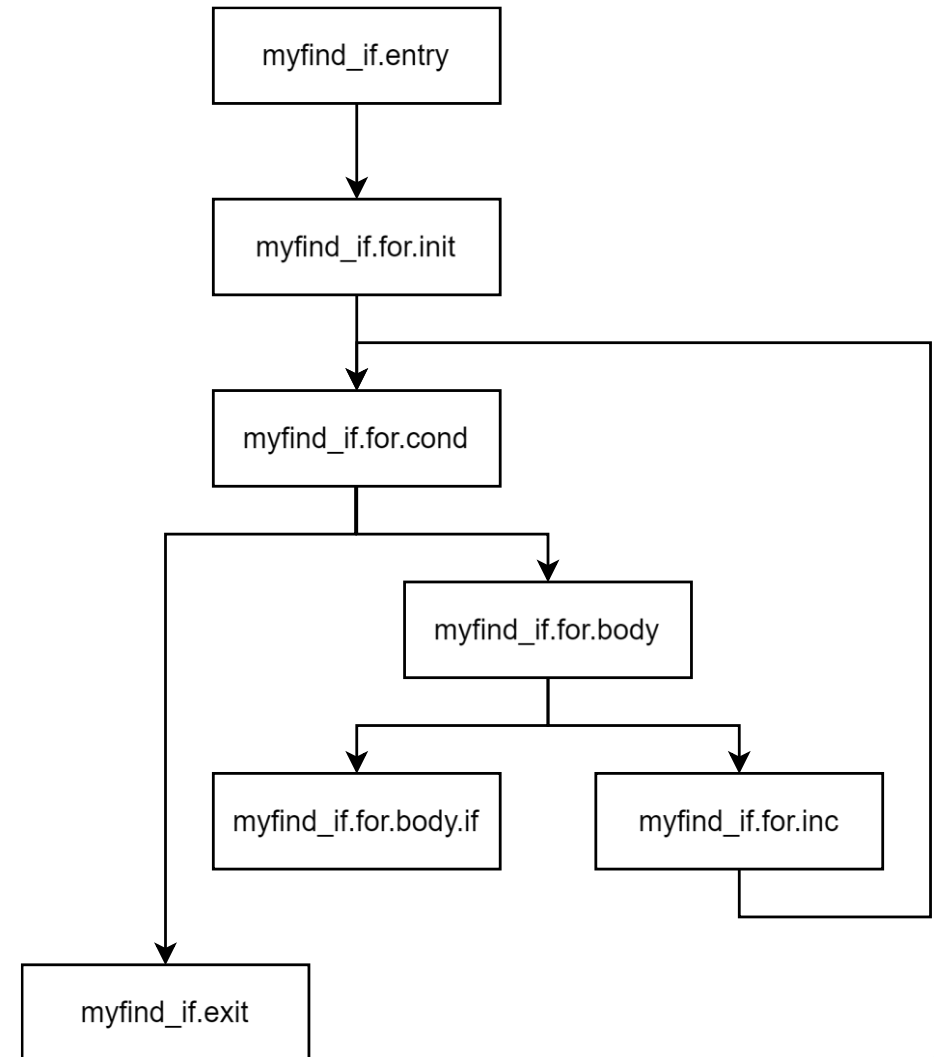 myfind_if.entry
myfind_if.for.init
myfind_if.for.cond
myfind_if.for.body
myfind_if.for.body.if
myfind_if.for.inc
myfind_if.exit